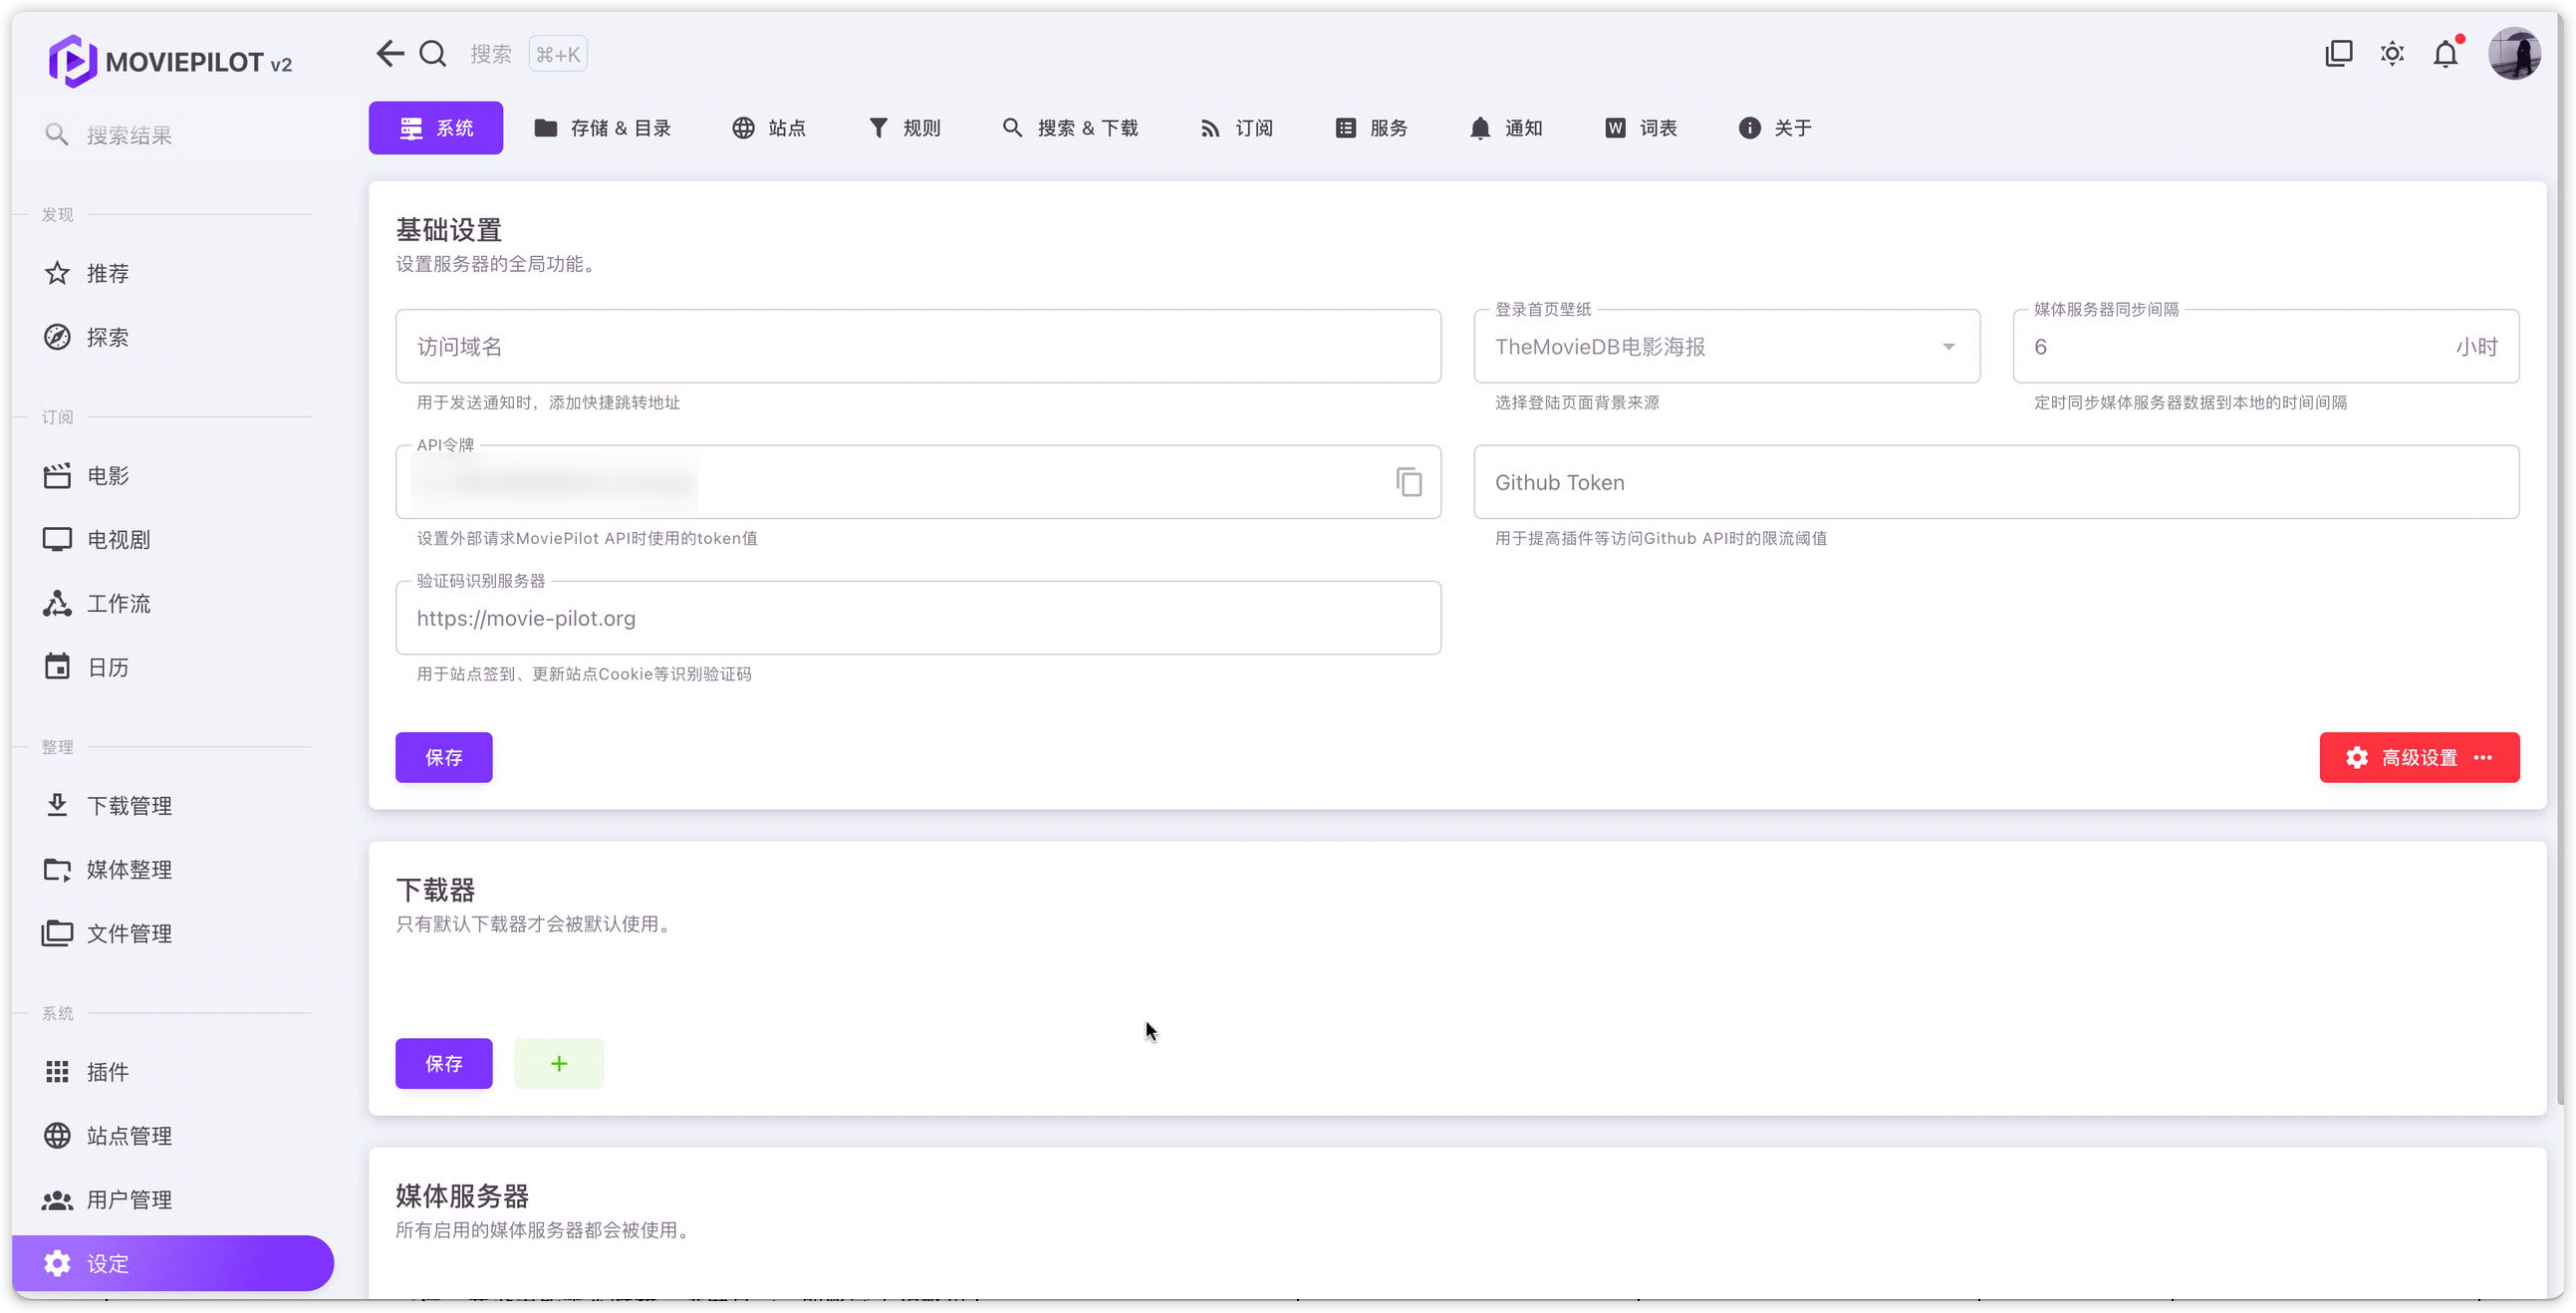 MOVIEPILOT v2
搜索 ⌘+K
搜索结果
发现
推荐
探索
订阅
电影
电视剧
工作流
日历
整理
下载管理
媒体整理
文件管理
系统
插件
站点管理
用户管理
设定
系统 存储 & 目录 站点 规则 搜索 & 下载 订阅 服务 通知 词表 关于
基础设置
设置服务器的全局功能。
访问域名
用于发送通知时，添加快捷跳转地址
登录首页壁纸
TheMovieDB电影海报
选择登陆页面背景来源
媒体服务器同步间隔
6 小时
定时同步媒体服务器数据到本地的时间间隔
API令牌
设置外部请求MoviePilot API时使用的token值
Github Token
用于提高插件等访问Github API时的限流阈值
验证码识别服务器
https://movie-pilot.org
用于站点签到、更新站点Cookie等识别验证码
保存
高级设置 ···
下载器
只有默认下载器才会被默认使用。
保存 +
媒体服务器
所有启用的媒体服务器都会被使用。